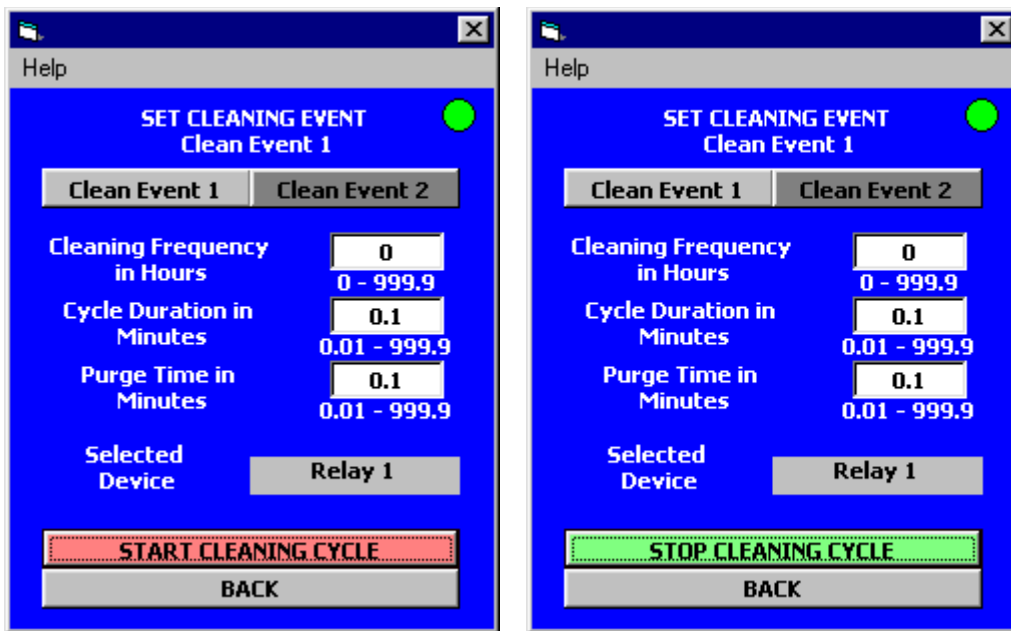 Help
SET CLEANING EVENT
Clean Event 1
Clean Event 1 Clean Event 2
Cleaning Frequency
in Hours
0
0 - 999.9
Cycle Duration in
Minutes
0.1
0.01 - 999.9
Purge Time in
Minutes
0.1
0.01 - 999.9
Selected
Device
Relay 1
START CLEANING CYCLE
BACK
Help
SET CLEANING EVENT
Clean Event 1
Clean Event 1 Clean Event 2
Cleaning Frequency
in Hours
0
0 - 999.9
Cycle Duration in
Minutes
0.1
0.01 - 999.9
Purge Time in
Minutes
0.1
0.01 - 999.9
Selected
Device
Relay 1
STOP CLEANING CYCLE
BACK